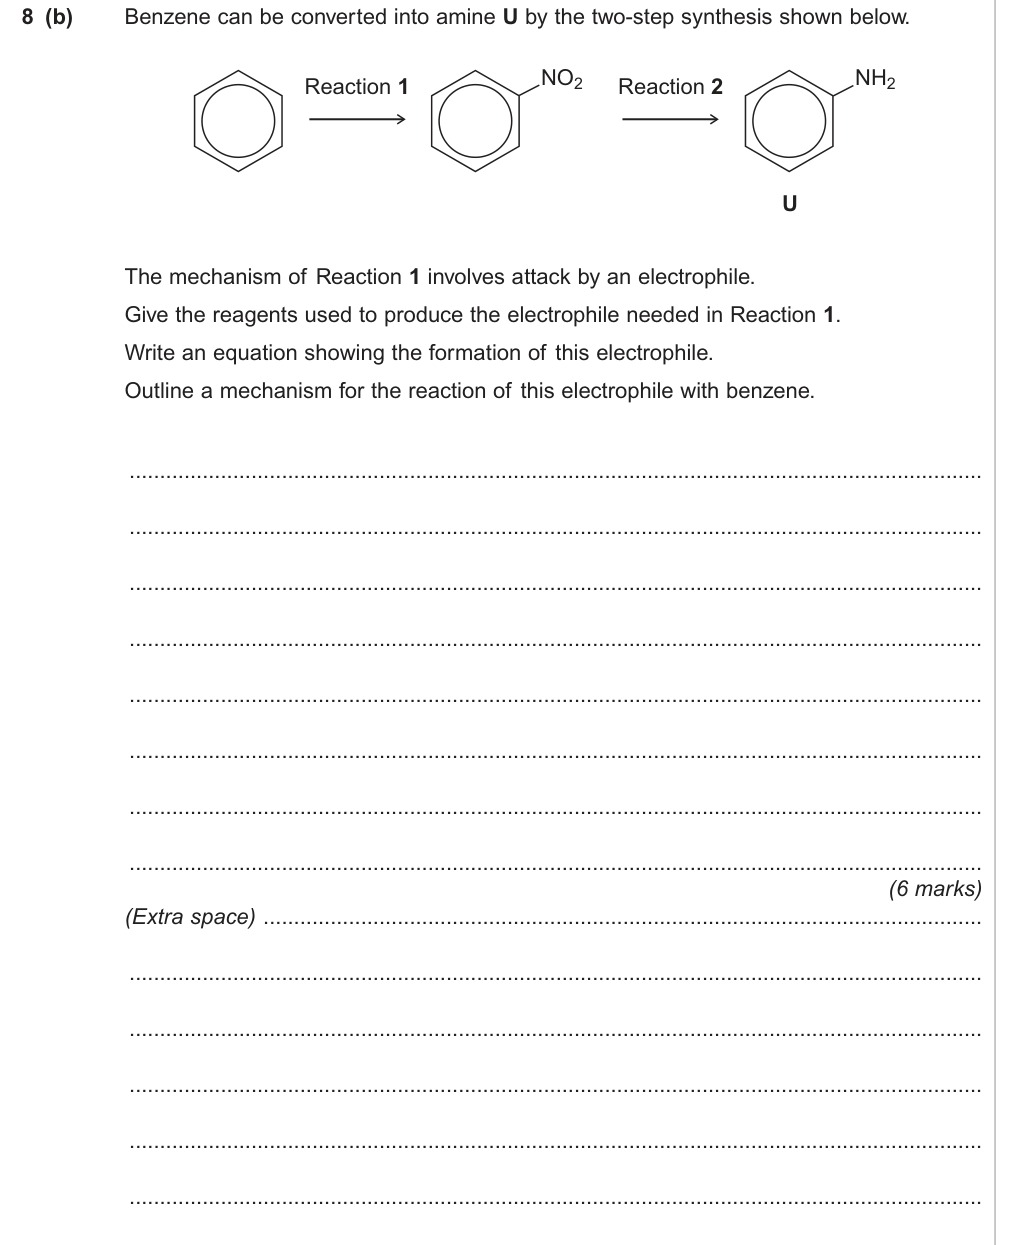 8 (b) Benzene can be converted into amine U by the two-step synthesis shown below.
Reaction 1 NO₂ Reaction 2 NH₂
U
The mechanism of Reaction 1 involves attack by an electrophile.
Give the reagents used to produce the electrophile needed in Reaction 1.
Write an equation showing the formation of this electrophile.
Outline a mechanism for the reaction of this electrophile with benzene.
(6 marks)
(Extra space)